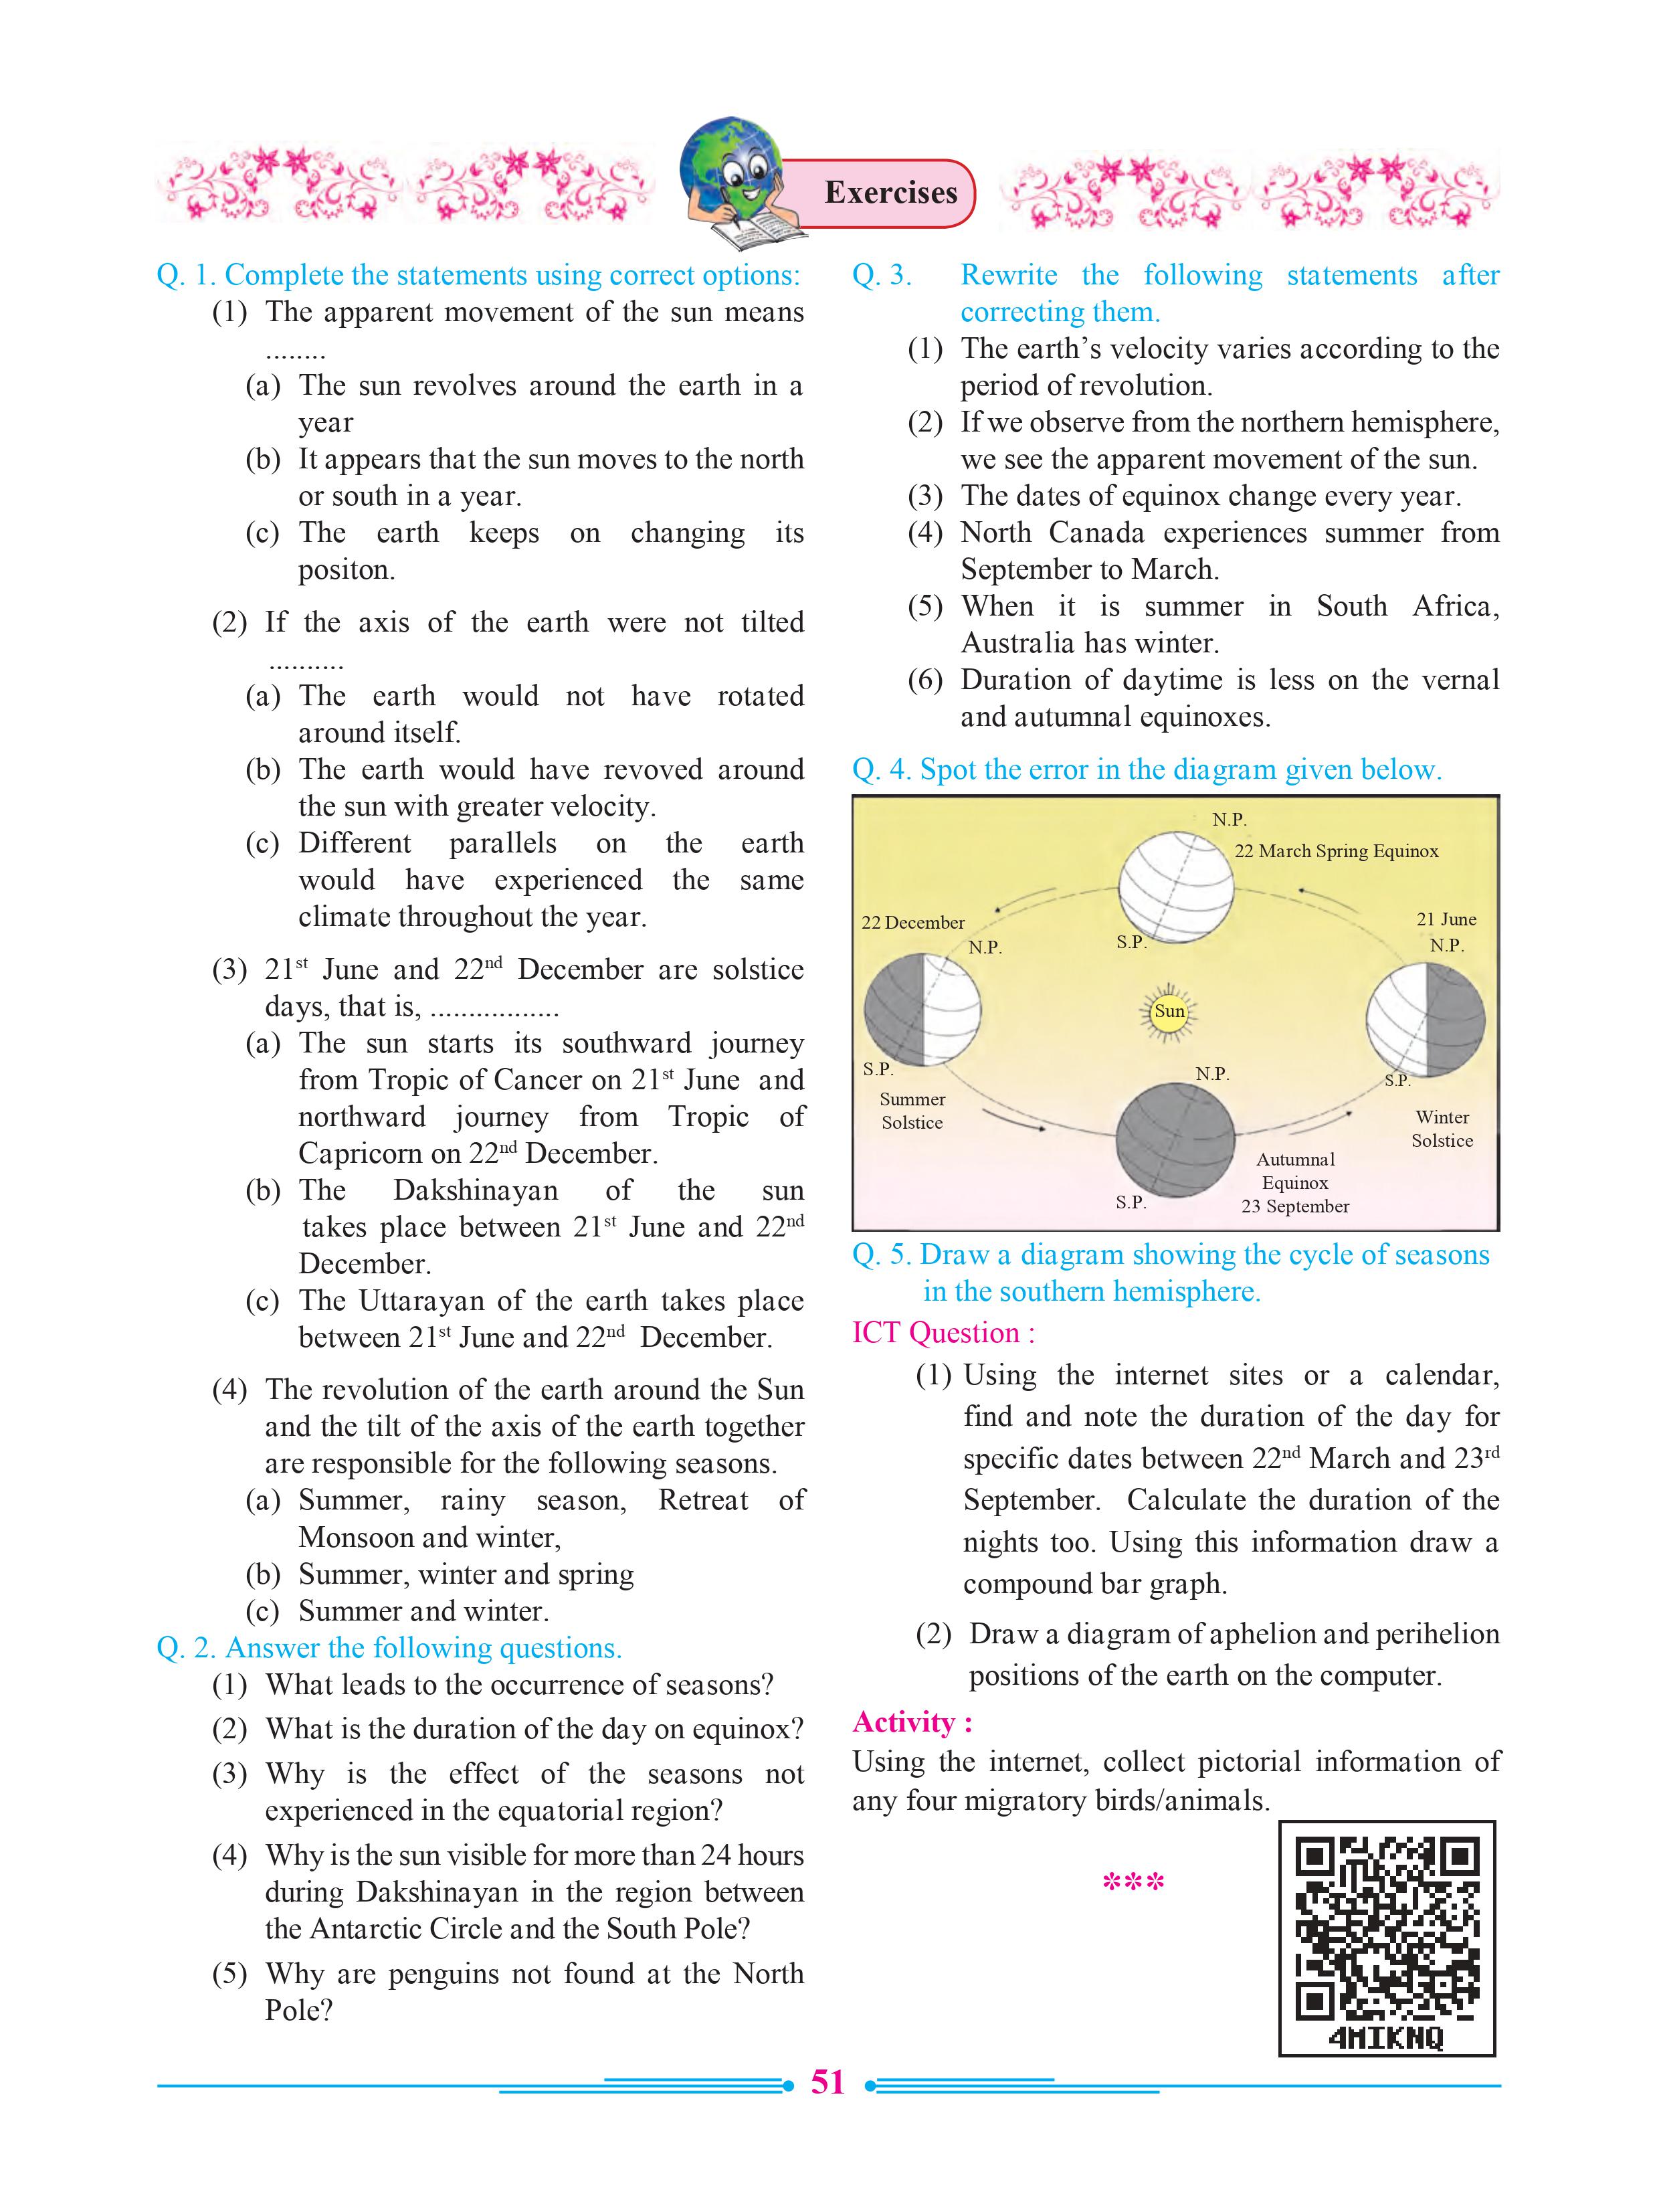 Exercises
Q. 1. Complete the statements using correct options:
(1) The apparent movement of the sun means
........
(a) The sun revolves around the earth in a
year
(b) It appears that the sun moves to the north
or south in a year.
(c) The earth keeps on changing its
positon.
(2) If the axis of the earth were not tilted
..........
(a) The earth would not have rotated
around itself.
(b) The earth would have revoved around
the sun with greater velocity.
(c) Different parallels on the earth
would have experienced the same
climate throughout the year.
(3) 21st June and 22nd December are solstice
days, that is, .................
(a) The sun starts its southward journey
from Tropic of Cancer on 21st June and
northward journey from Tropic of
Capricorn on 22nd December.
(b) The Dakshinayan of the sun
takes place between 21st June and 22nd
December.
(c) The Uttarayan of the earth takes place
between 21st June and 22nd December.
(4) The revolution of the earth around the Sun
and the tilt of the axis of the earth together
are responsible for the following seasons.
(a) Summer, rainy season, Retreat of
Monsoon and winter,
(b) Summer, winter and spring
(c) Summer and winter.
Q. 2. Answer the following questions.
(1) What leads to the occurrence of seasons?
(2) What is the duration of the day on equinox?
(3) Why is the effect of the seasons not
experienced in the equatorial region?
(4) Why is the sun visible for more than 24 hours
during Dakshinayan in the region between
the Antarctic Circle and the South Pole?
(5) Why are penguins not found at the North
Pole?
Q. 3. Rewrite the following statements after
correcting them.
(1) The earth’s velocity varies according to the
period of revolution.
(2) If we observe from the northern hemisphere,
we see the apparent movement of the sun.
(3) The dates of equinox change every year.
(4) North Canada experiences summer from
September to March.
(5) When it is summer in South Africa,
Australia has winter.
(6) Duration of daytime is less on the vernal
and autumnal equinoxes.
Q. 4. Spot the error in the diagram given below.
N.P.
22 March Spring Equinox
22 December
N.P.
S.P.
21 June
N.P.
Sun
S.P.
Summer
Solstice
N.P.
S.P.
Winter
Solstice
S.P.
Autumnal
Equinox
23 September
Q. 5. Draw a diagram showing the cycle of seasons
in the southern hemisphere.
ICT Question :
(1) Using the internet sites or a calendar,
find and note the duration of the day for
specific dates between 22nd March and 23rd
September. Calculate the duration of the
nights too. Using this information draw a
compound bar graph.
(2) Draw a diagram of aphelion and perihelion
positions of the earth on the computer.
Activity :
Using the internet, collect pictorial information of
any four migratory birds/animals.
***
4MIKNQ
51